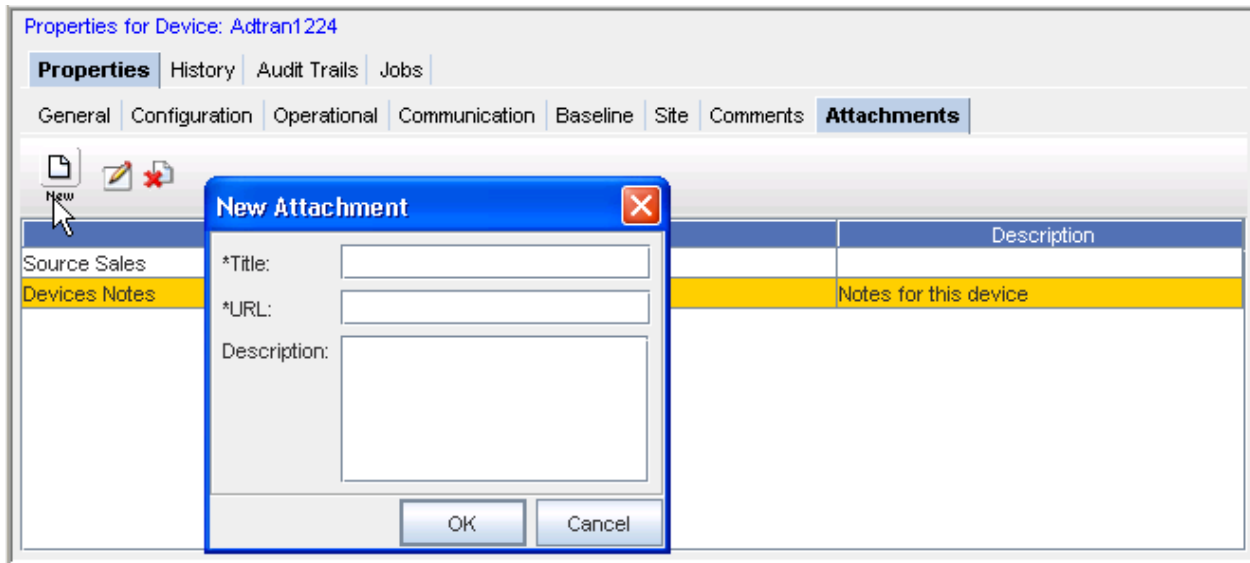 Properties for Device: Adtran1224
Properties History Audit Trails Jobs
General Configuration Operational Communication Baseline Site Comments Attachments
New
New Attachment
Description
Source Sales
*Title:
Devices Notes
Notes for this device
*URL:
Description:
OK Cancel